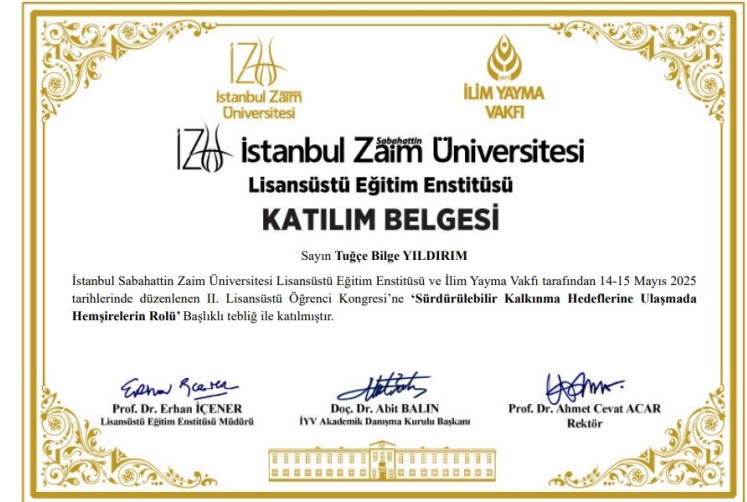 İZÜ
İstanbul Zaim
Üniversitesi
İLİM YAYMA
VAKFI
İZÜ İstanbul Sabahattin Zaim Üniversitesi
Lisansüstü Eğitim Enstitüsü
KATILIM BELGESİ
Sayın Tuğçe Bilge YILDIRIM
İstanbul Sabahattin Zaim Üniversitesi Lisansüstü Eğitim Enstitüsü ve İlim Yayma Vakfı tarafından 14-15 Mayıs 2025
tarihlerinde düzenlenen II. Lisansüstü Öğrenci Kongresi’ne ‘Sürdürülebilir Kalkınma Hedeflerine Ulaşmada
Hemşirelerin Rolü’ Başlıklı tebliğ ile katılmıştır.
Prof. Dr. Erhan İÇENER
Lisansüstü Eğitim Enstitüsü Müdürü
Doç. Dr. Abit BALIN
İYV Akademik Danışma Kurulu Başkanı
Prof. Dr. Ahmet Cevat ACAR
Rektör